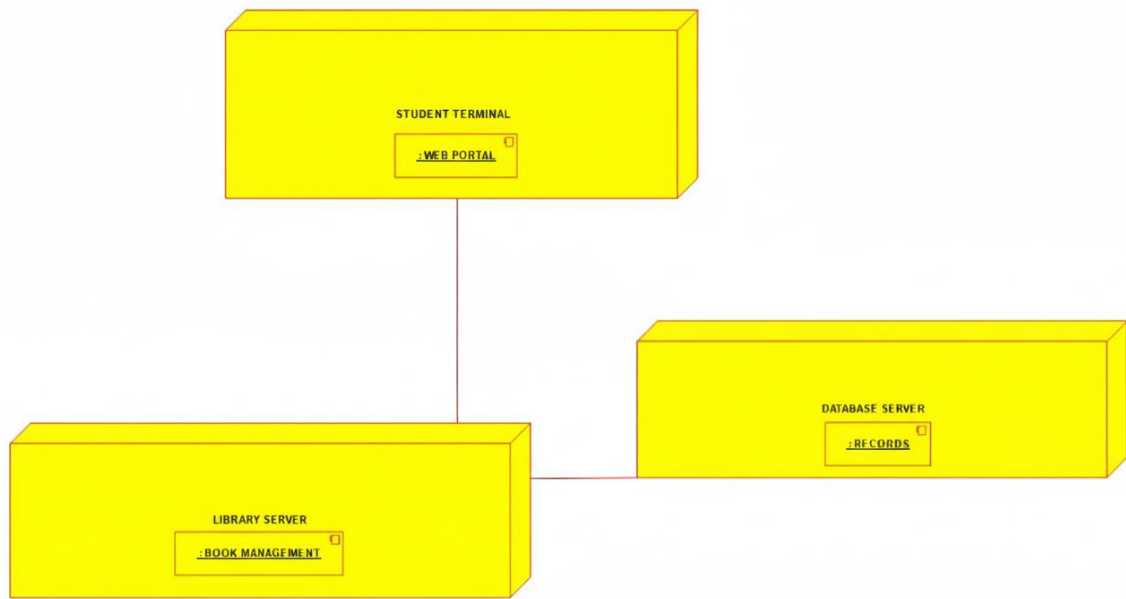 STUDENT TERMINAL
:WEB PORTAL
DATABASE SERVER
:RECORDS
LIBRARY SERVER
:BOOK MANAGEMENT